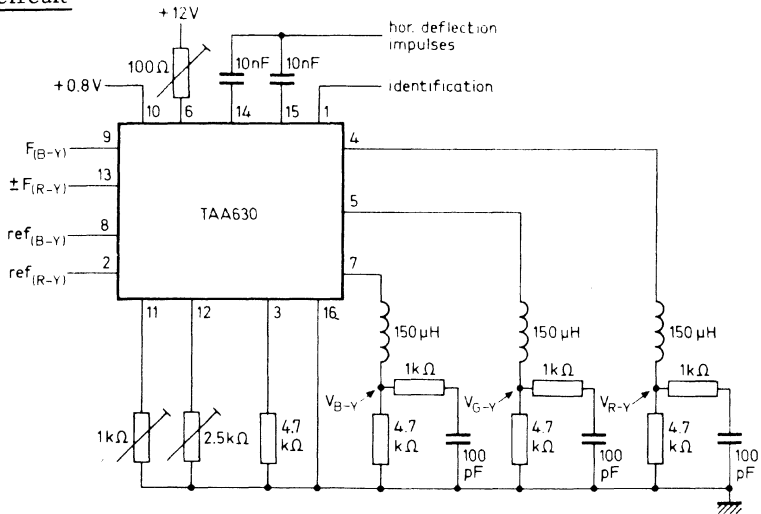 circuit
+12V
hor. deflection
impulses
100Ω
10nF
10nF
+0.8V
identification
10
6
14
15
1
9
4
F(B-Y)
13
±F(R-Y)
5
TAA630
8
ref(B-Y)
2
7
ref(R-Y)
11
12
3
16
150μH
150μH
150μH
1kΩ
1kΩ
1kΩ
VB-Y
VG-Y
VR-Y
1kΩ
2.5kΩ
4.7
kΩ
4.7
kΩ
100
pF
4.7
kΩ
100
pF
4.7
kΩ
100
pF